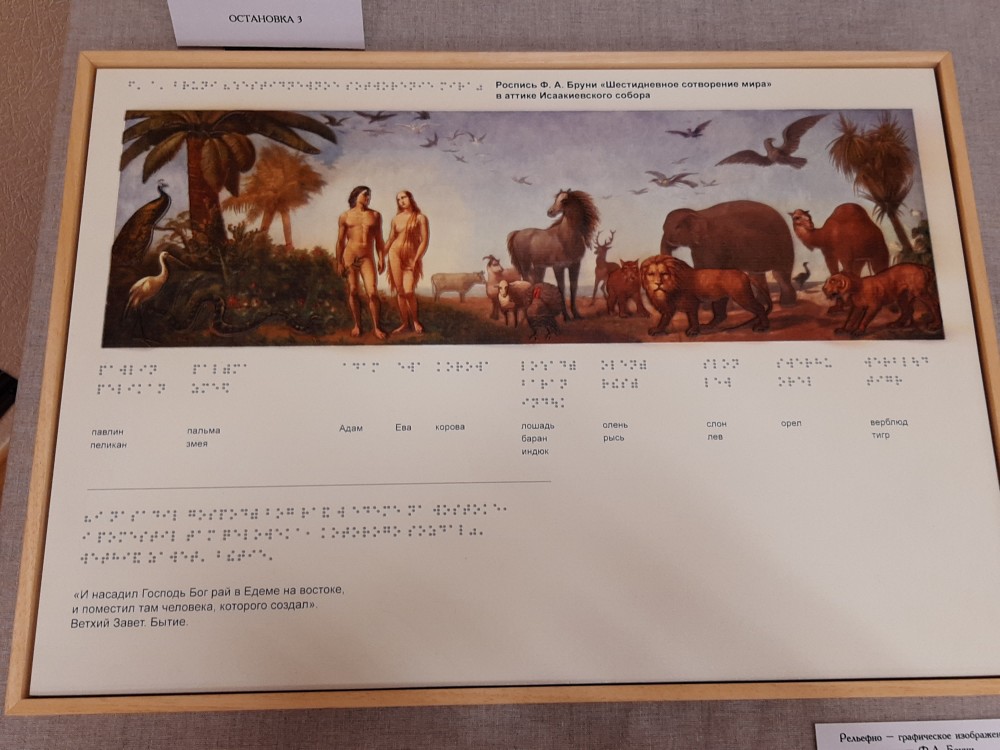 ОСТАНОВКА 3
Роспись Ф. А. Бруни «Шестидневное сотворение мира»
в аттике Исаакиевского собора
павлин пальма Адам Ева корова лошадь олень слон орел верблюд
пеликан змея баран рысь лев тигр
индюк
«И насадил Господь Бог рай в Едеме на востоке,
и поместил там человека, которого создал».
Ветхий Завет. Бытие.
Рельефно – графическое
Ф.А. Бруни